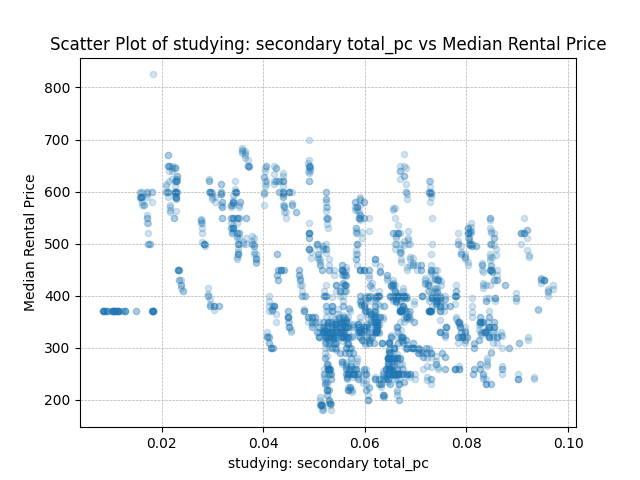 Scatter Plot of studying: secondary total_pc vs Median Rental Price
800
700
600
500
400
300
200
Median Rental Price
0.02 0.04 0.06 0.08 0.10
studying: secondary total_pc